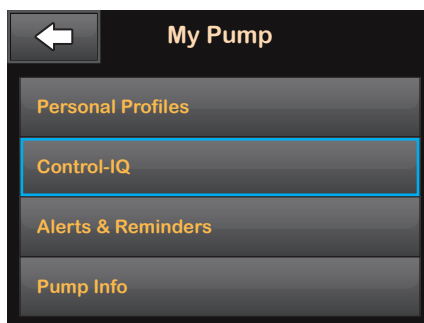 My Pump
Personal Profiles
Control-IQ
Alerts & Reminders
Pump Info